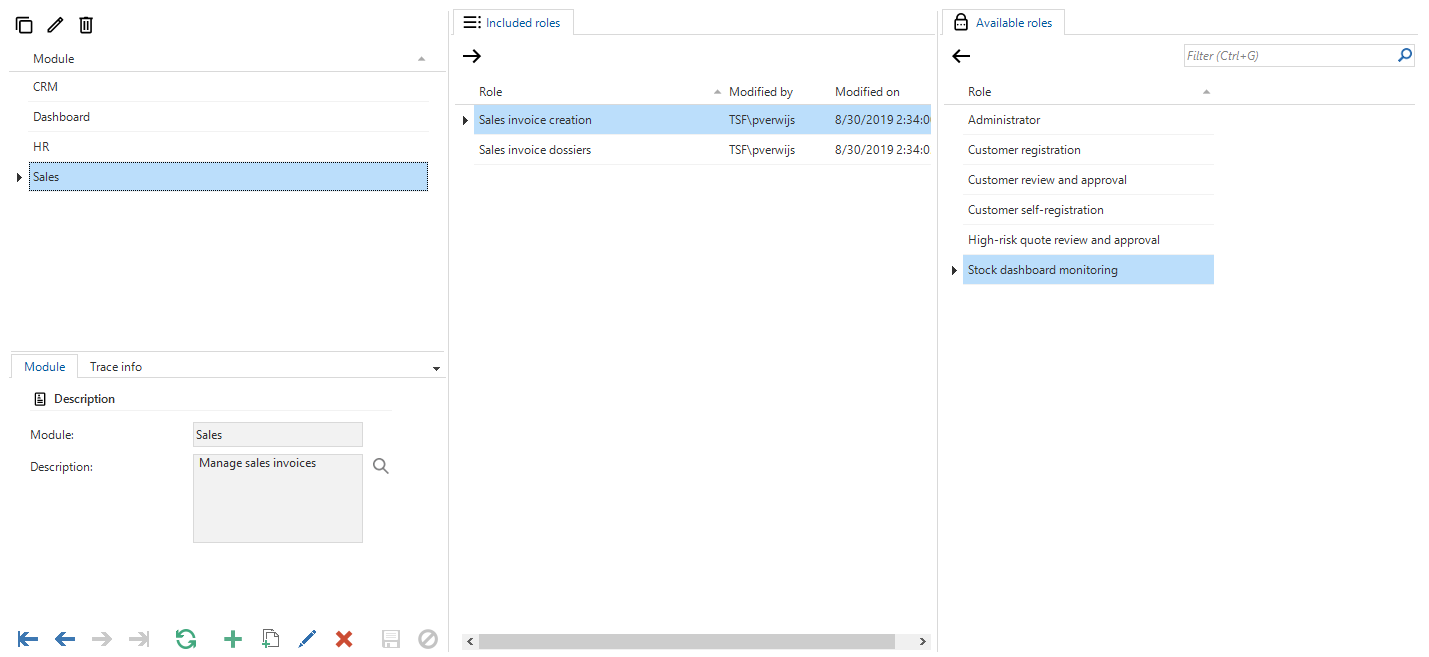 Module
CRM
Dashboard
HR
Sales
Module
Trace info
Description
Module:
Sales
Description:
Manage sales invoices
Included roles
Role
Modified by
Modified on
Sales invoice creation
TSF\pverwijs
8/30/2019 2:34:0
Sales invoice dossiers
TSF\pverwijs
8/30/2019 2:34:0
Available roles
Filter (Ctrl+G)
Role
Administrator
Customer registration
Customer review and approval
Customer self-registration
High-risk quote review and approval
Stock dashboard monitoring